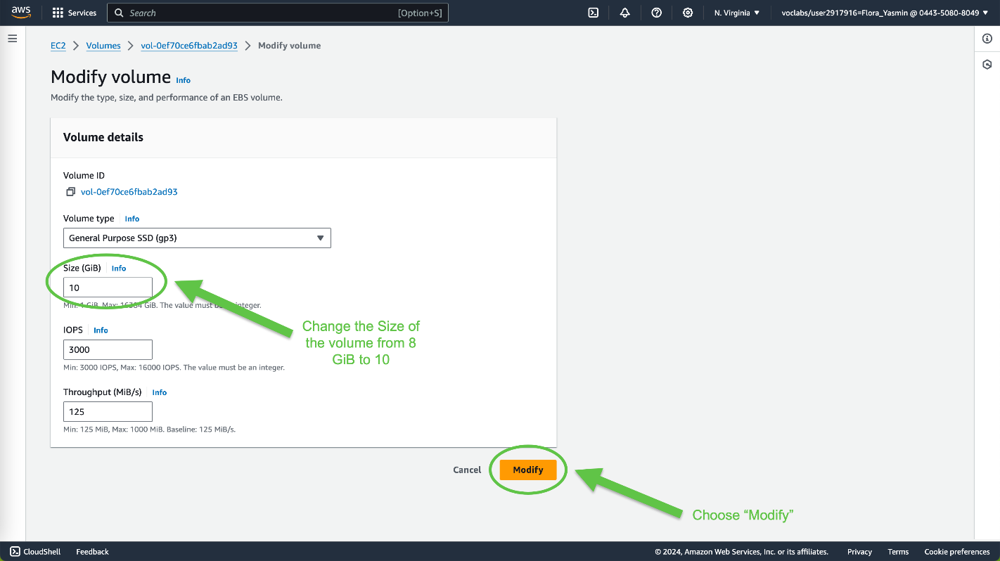 aws
Services
Search
[Option+S]
N. Virginia
voclabs/user2917916=Flora_Yasmin @ 0443-5080-8049
EC2 > Volumes > vol-0ef70ce6fbab2ad93 > Modify volume
Modify volume Info
Modify the type, size, and performance of an EBS volume.
Volume details
Volume ID
vol-0ef70ce6fbab2ad93
Volume type Info
General Purpose SSD (gp3)
Size (GiB) Info
10
Min: 1 GiB, Max: 16384 GiB. The value must be an integer.
IOPS Info
3000
Min: 3000 IOPS, Max: 16000 IOPS. The value must be an integer.
Throughput (MiB/s) Info
125
Min: 125 MiB, Max: 1000 MiB. Baseline: 125 MiB/s.
Change the Size of
the volume from 8
GiB to 10
Cancel
Modify
Choose “Modify”
CloudShell
Feedback
© 2024, Amazon Web Services, Inc. or its affiliates.
Privacy
Terms
Cookie preferences